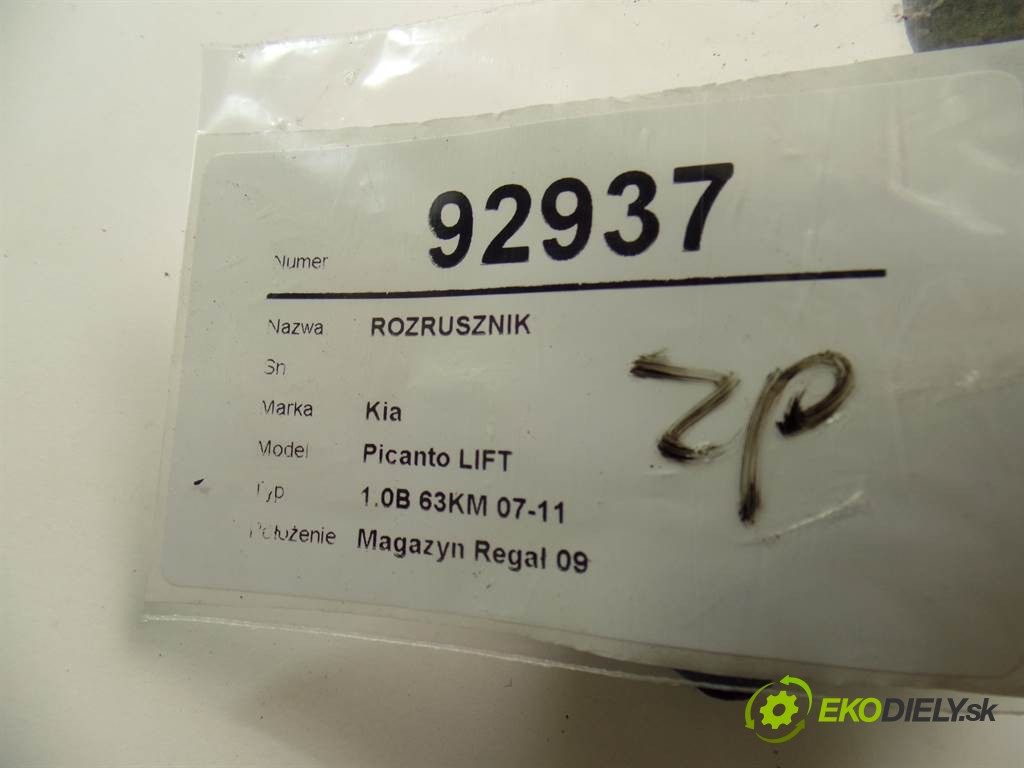 Numer 92937
Nazwa ROZRUSZNIK
Sn
Marka Kia
Model Picanto LIFT
Typ 1.0B 63KM 07-11
Położenie Magazyn Regał 09
ZP
EKODIELY.sk